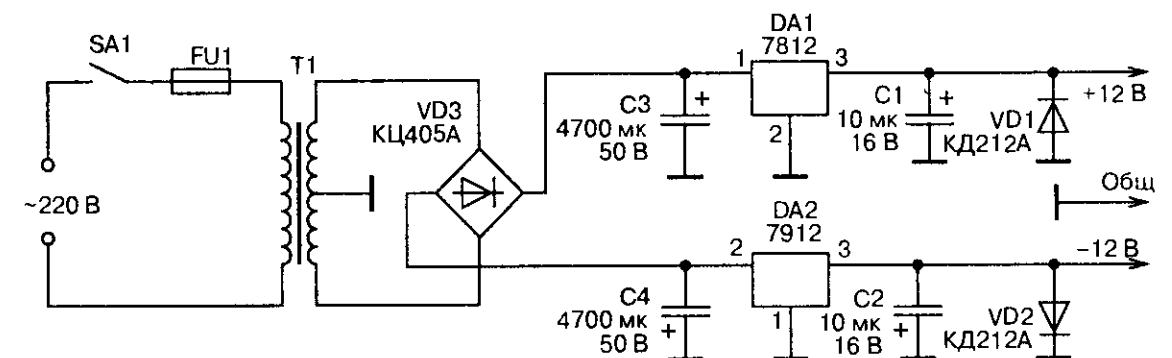 SA1
FU1
T1
~220 В
VD3
КЦ405А
C3
4700 мк
50 В
+
1
DA1
7812
3
2
C1
10 мк
16 В
+
VD1
КД212А
+12 В
Общ
C4
4700 мк
50 В
+
2
DA2
7912
3
1
C2
10 мк
16 В
+
VD2
КД212А
−12 В